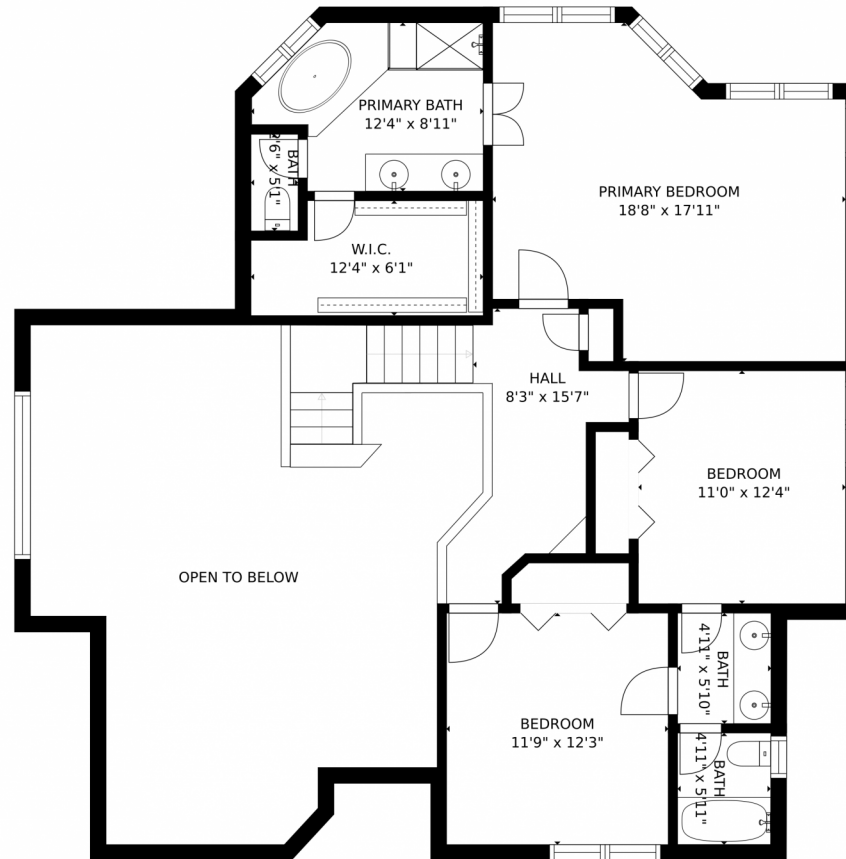 PRIMARY BATH
12'4" x 8'11"
BATH
2'6" x 5'1"
PRIMARY BEDROOM
18'8" x 17'11"
W.I.C.
12'4" x 6'1"
HALL
8'3" x 15'7"
BEDROOM
11'0" x 12'4"
OPEN TO BELOW
BATH
4'11" x 5'10"
BEDROOM
11'9" x 12'3"
BATH
4'11" x 5'11"